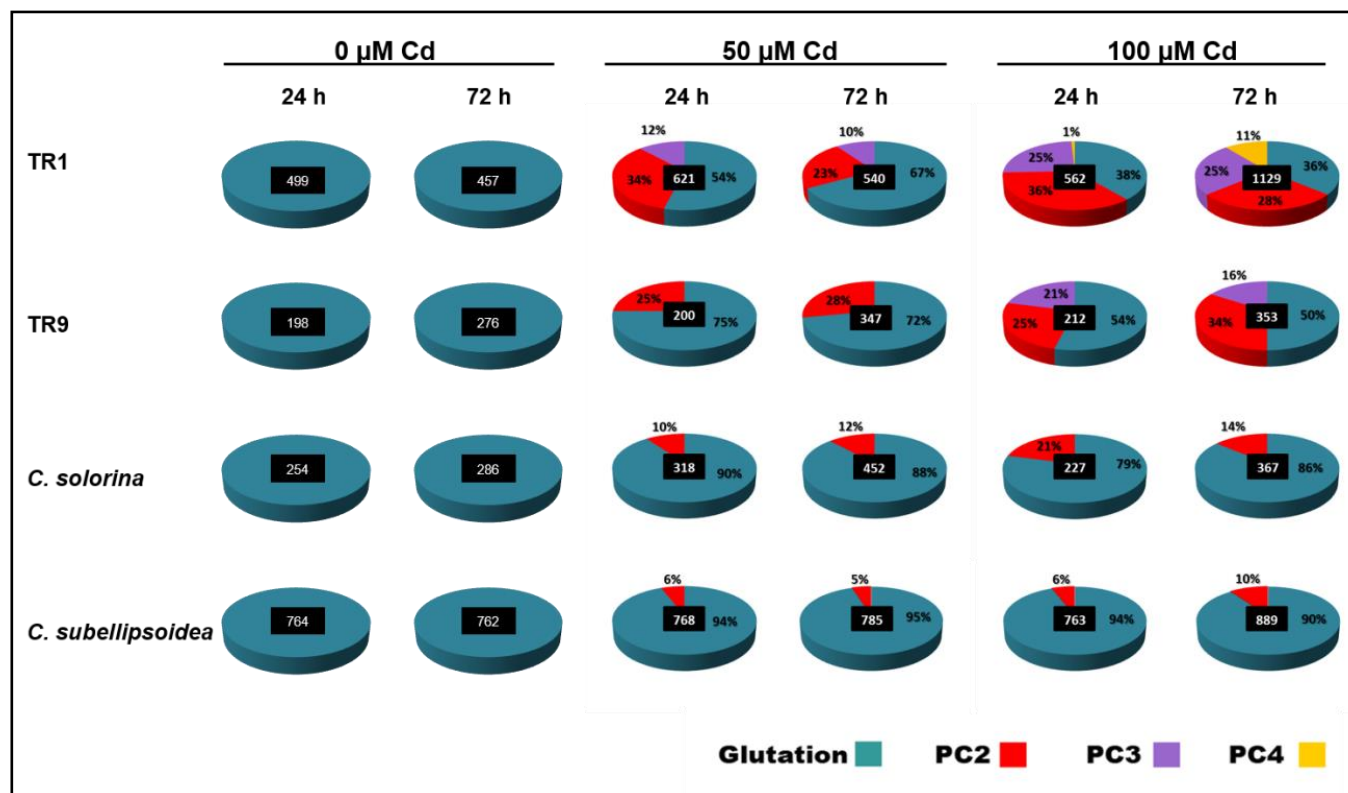 0 µM Cd 50 µM Cd 100 µM Cd
24 h 72 h 24 h 72 h 24 h 72 h
TR1
499
457
12% 34% 621 54%
10% 23% 540 67%
1% 25% 562 38% 36%
11% 25% 1129 36% 28%
TR9
198
276
25% 200 75%
28% 347 72%
21% 212 25% 54%
16% 34% 353 50%
C. solorina
254
286
10% 318 90%
12% 452 88%
21% 227 79%
14% 367 86%
C. subellipsoidea
764
762
6% 768 94%
5% 785 95%
6% 763 94%
10% 889 90%
Glutation PC2 PC3 PC4